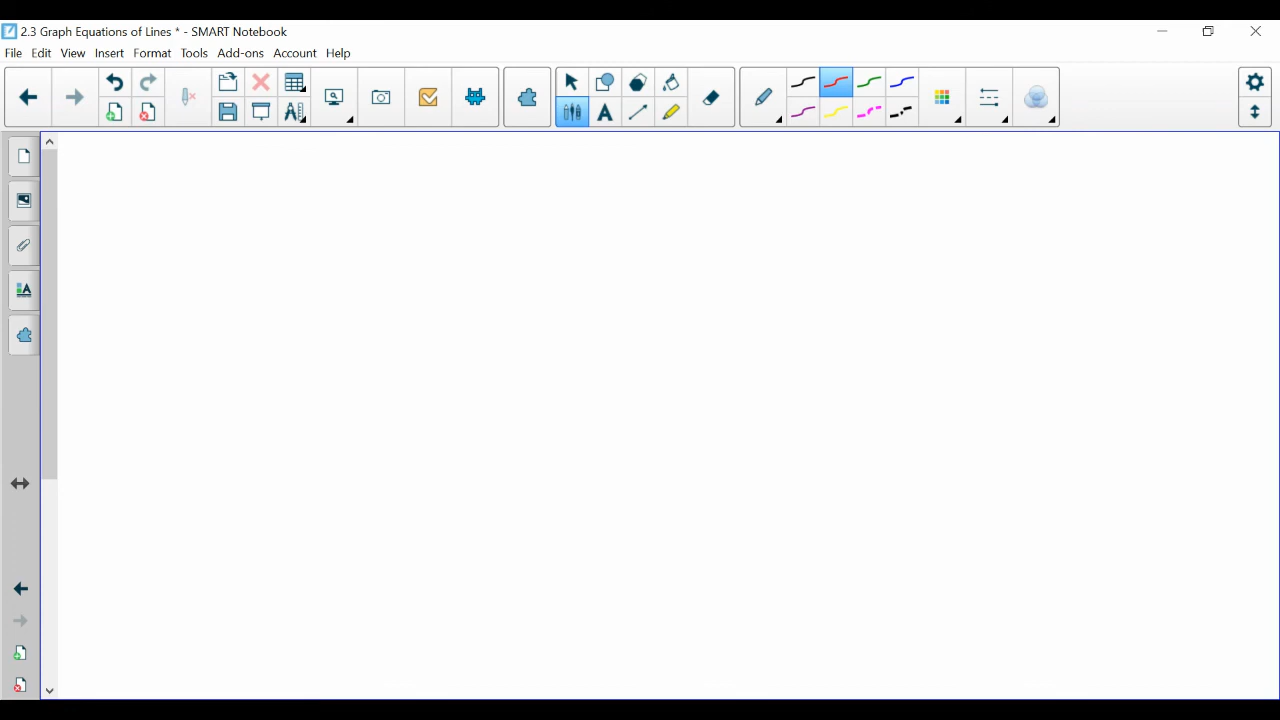 2.3 Graph Equations of Lines * - SMART Notebook
File Edit View Insert Format Tools Add-ons Account Help